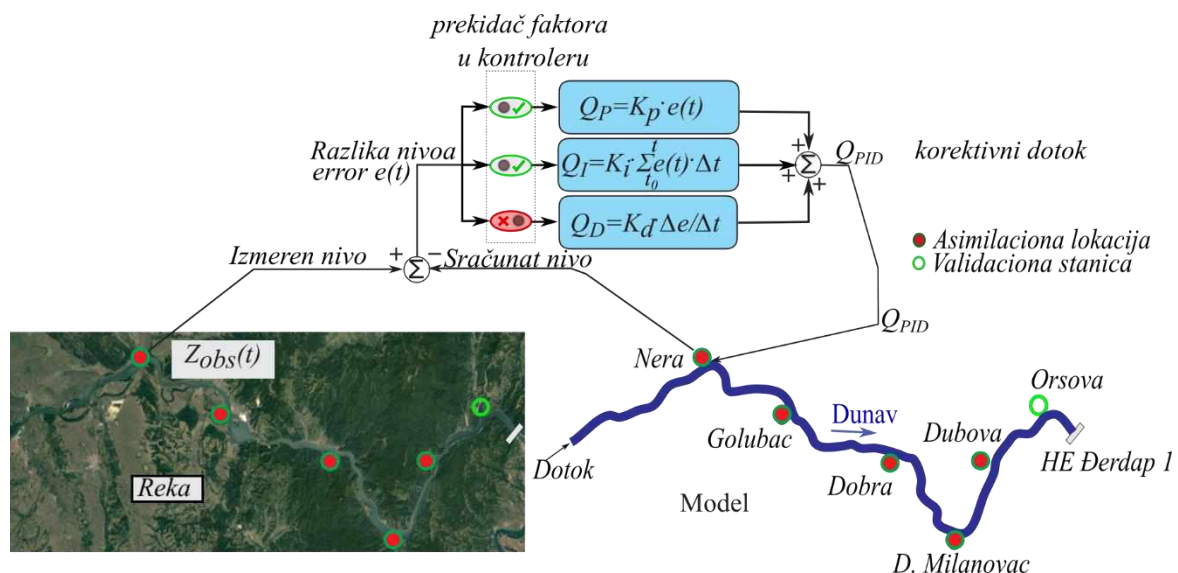 prekidač faktora
u kontroleru
Q_P=K_p·e(t)
Razlika nivoa
error e(t)
Q_I=K_i·Σe(t)·Δt
t
t_0
Q_D=K_d·Δe/Δt
+
+
+
Σ
Q_PID
korektivni dotok
Asimilaciona lokacija
Validaciona stanica
Izmeren nivo
+
Σ
−
Sračunat nivo
Q_PID
Z_obs(t)
Reka
Nera
Golubac
Dunav
Dobra
Dubova
Orsova
HE Đerdap 1
Dotok
Model
D. Milanovac